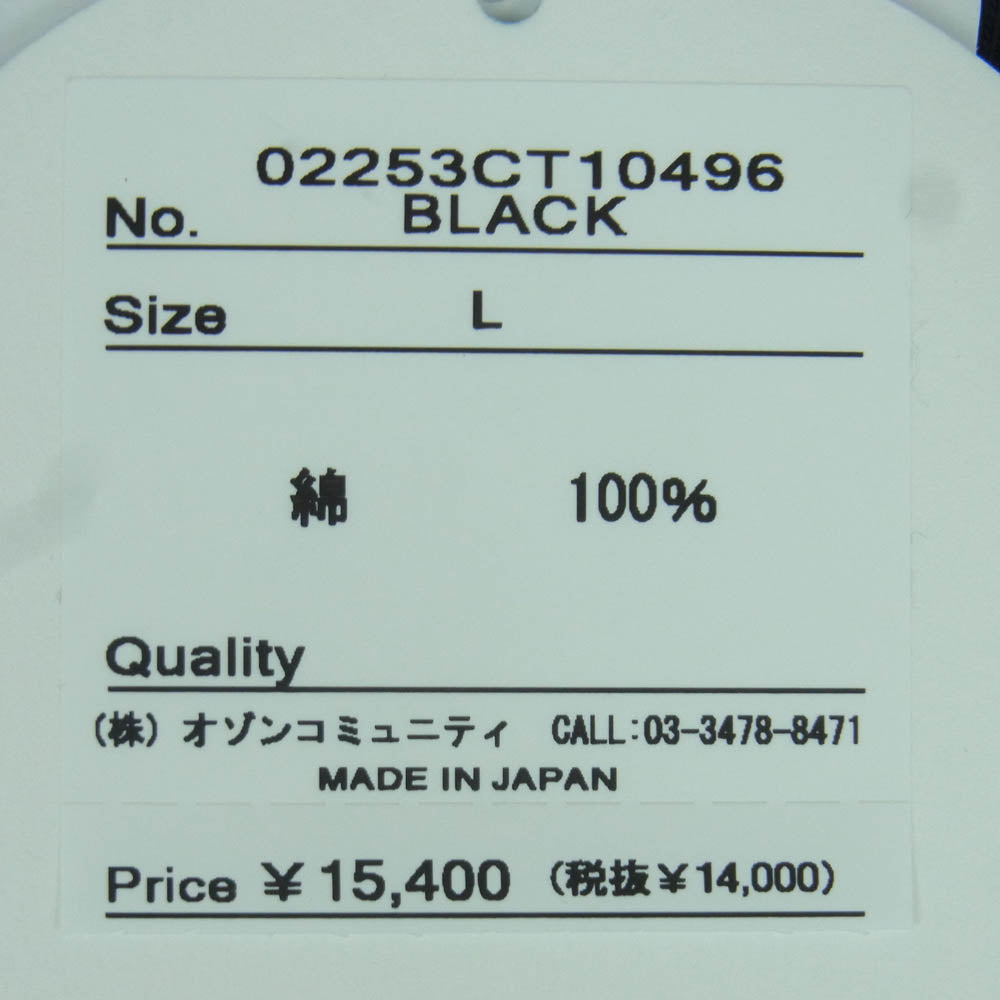 02253CT10496
No. BLACK
Size L
綿 100%
Quality
(株) オゾンコミュニティ CALL:03-3478-8471
MADE IN JAPAN
Price ¥15,400 (税抜¥14,000)